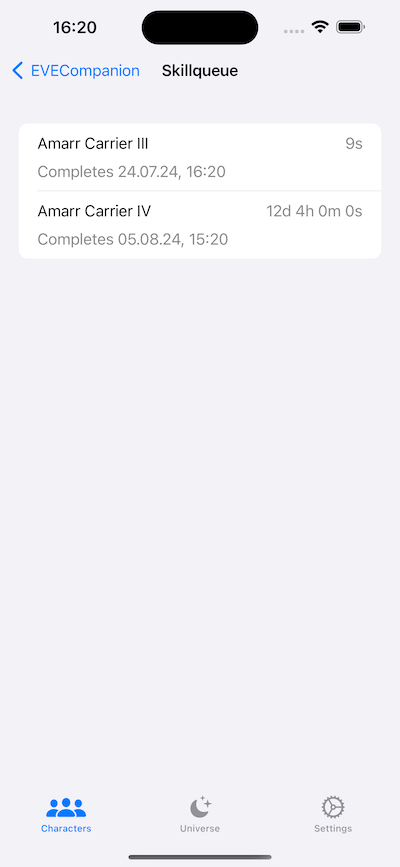 16:20
EVECompanion Skillqueue
Amarr Carrier III 9s
Completes 24.07.24, 16:20
Amarr Carrier IV 12d 4h 0m 0s
Completes 05.08.24, 15:20
Characters Universe Settings